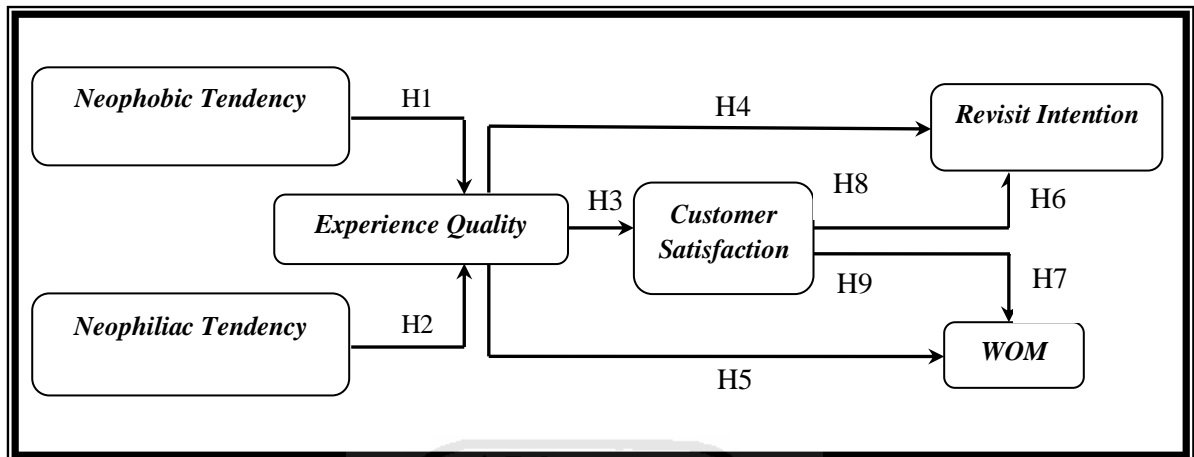 Neophobic Tendency
H1
H4
Revisit Intention
Experience Quality
H3
Customer
Satisfaction
H8
H6
H9
H7
Neophiliac Tendency
H2
H5
WOM